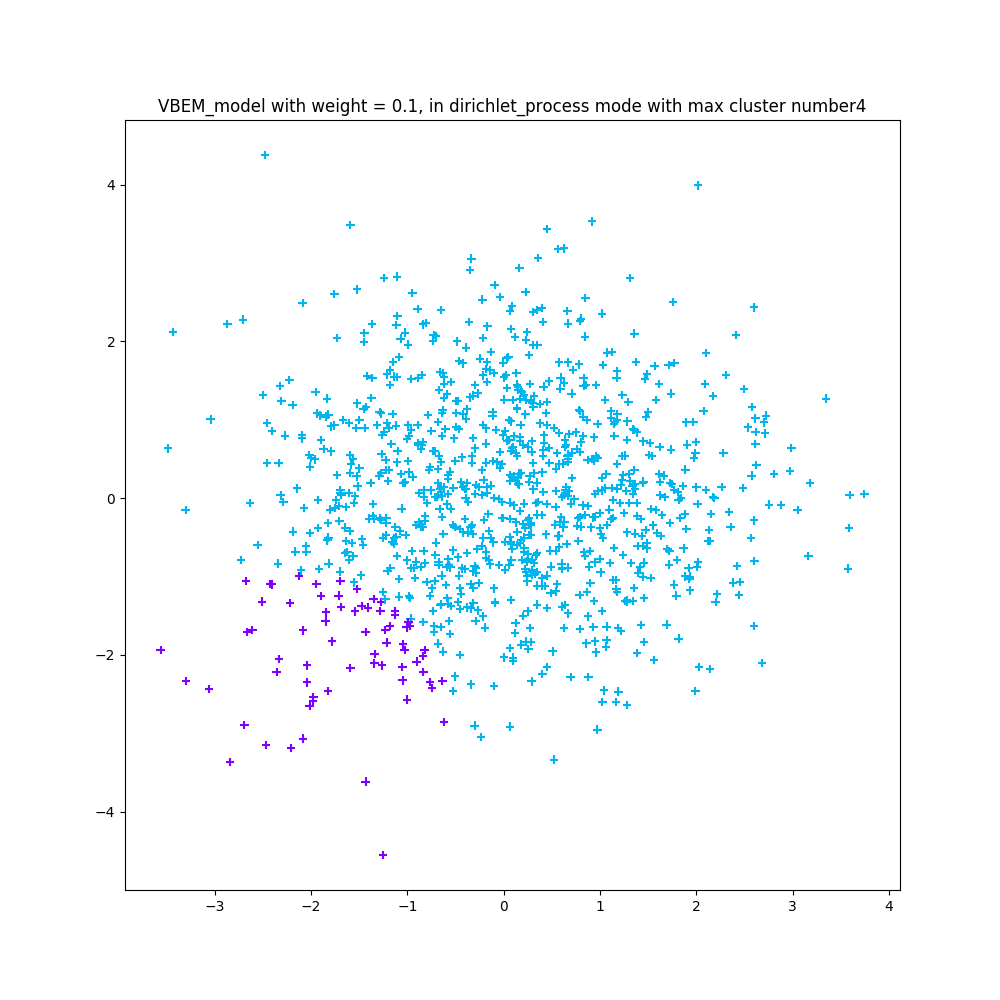 VBEM_model with weight = 0.1, in dirichlet_process mode with max cluster number4
4
2
0
−2
−4
−3 −2 −1 0 1 2 3 4